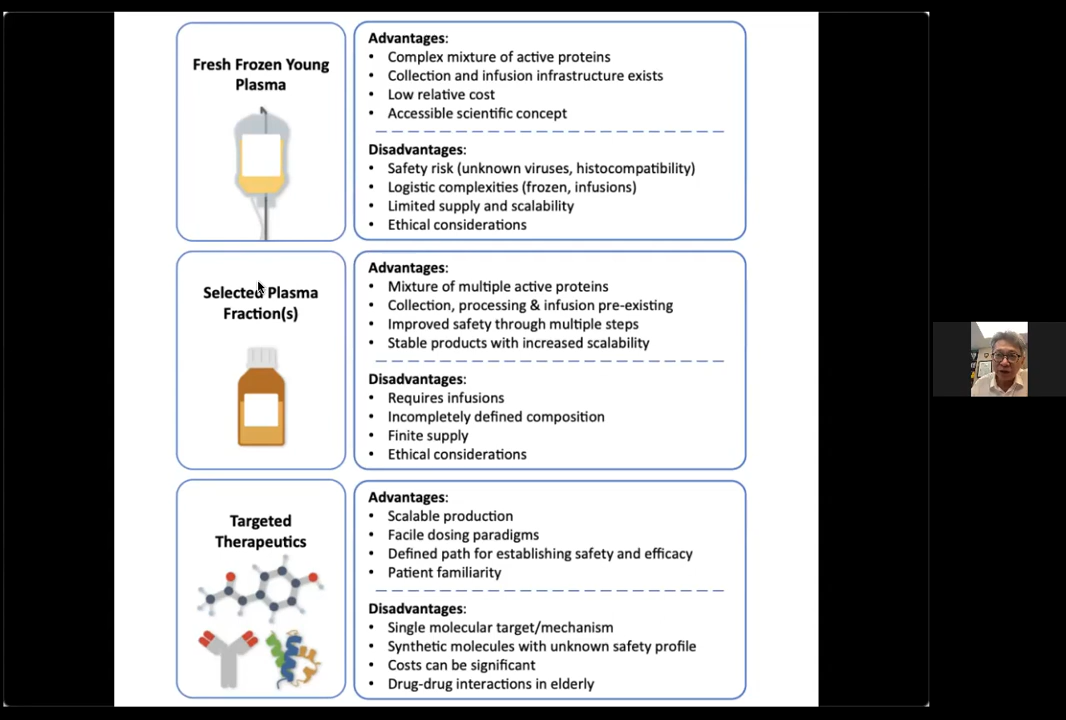 Fresh Frozen Young
Plasma
Advantages:
• Complex mixture of active proteins
• Collection and infusion infrastructure exists
• Low relative cost
• Accessible scientific concept
Disadvantages:
• Safety risk (unknown viruses, histocompatibility)
• Logistic complexities (frozen, infusions)
• Limited supply and scalability
• Ethical considerations
Selected Plasma
Fraction(s)
Advantages:
• Mixture of multiple active proteins
• Collection, processing & infusion pre-existing
• Improved safety through multiple steps
• Stable products with increased scalability
Disadvantages:
• Requires infusions
• Incompletely defined composition
• Finite supply
• Ethical considerations
Targeted
Therapeutics
Advantages:
• Scalable production
• Facile dosing paradigms
• Defined path for establishing safety and efficacy
• Patient familiarity
Disadvantages:
• Single molecular target/mechanism
• Synthetic molecules with unknown safety profile
• Costs can be significant
• Drug-drug interactions in elderly